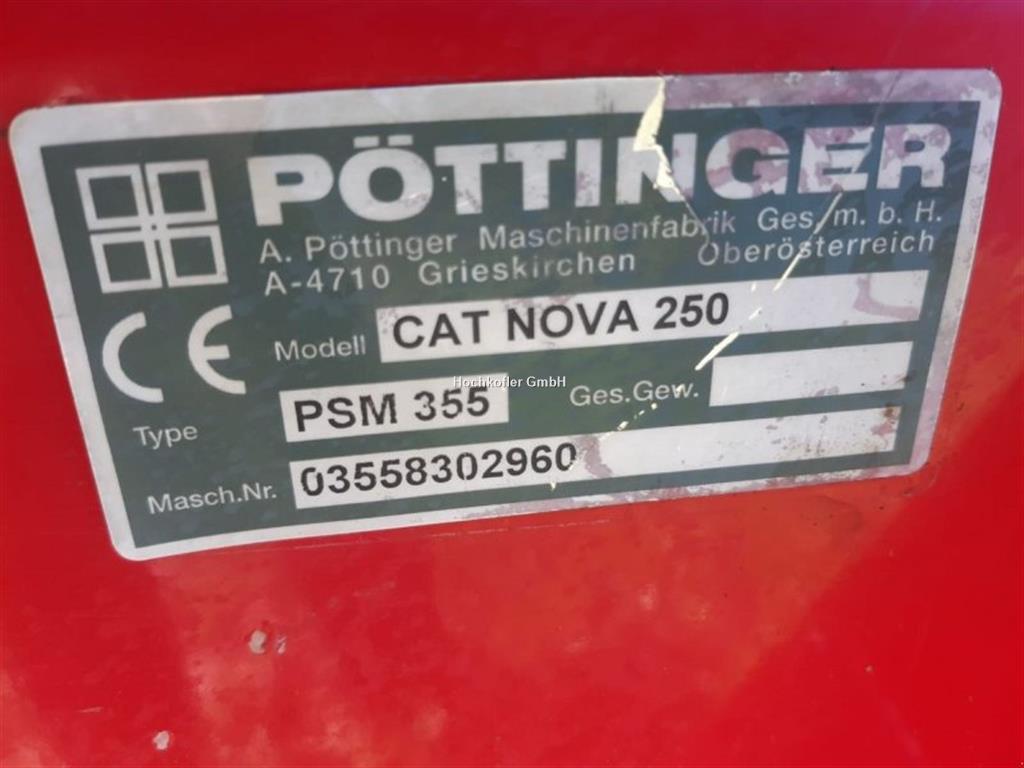 PÖTTINGER
A. Pöttinger Maschinenfabrik Ges.m.b.H.
A-4710 Grieskirchen Oberösterreich
CE Modell CAT NOVA 250
Hochkofler GmbH
Type PSM 355 Ges.Gew.
Masch.Nr. 03558302960